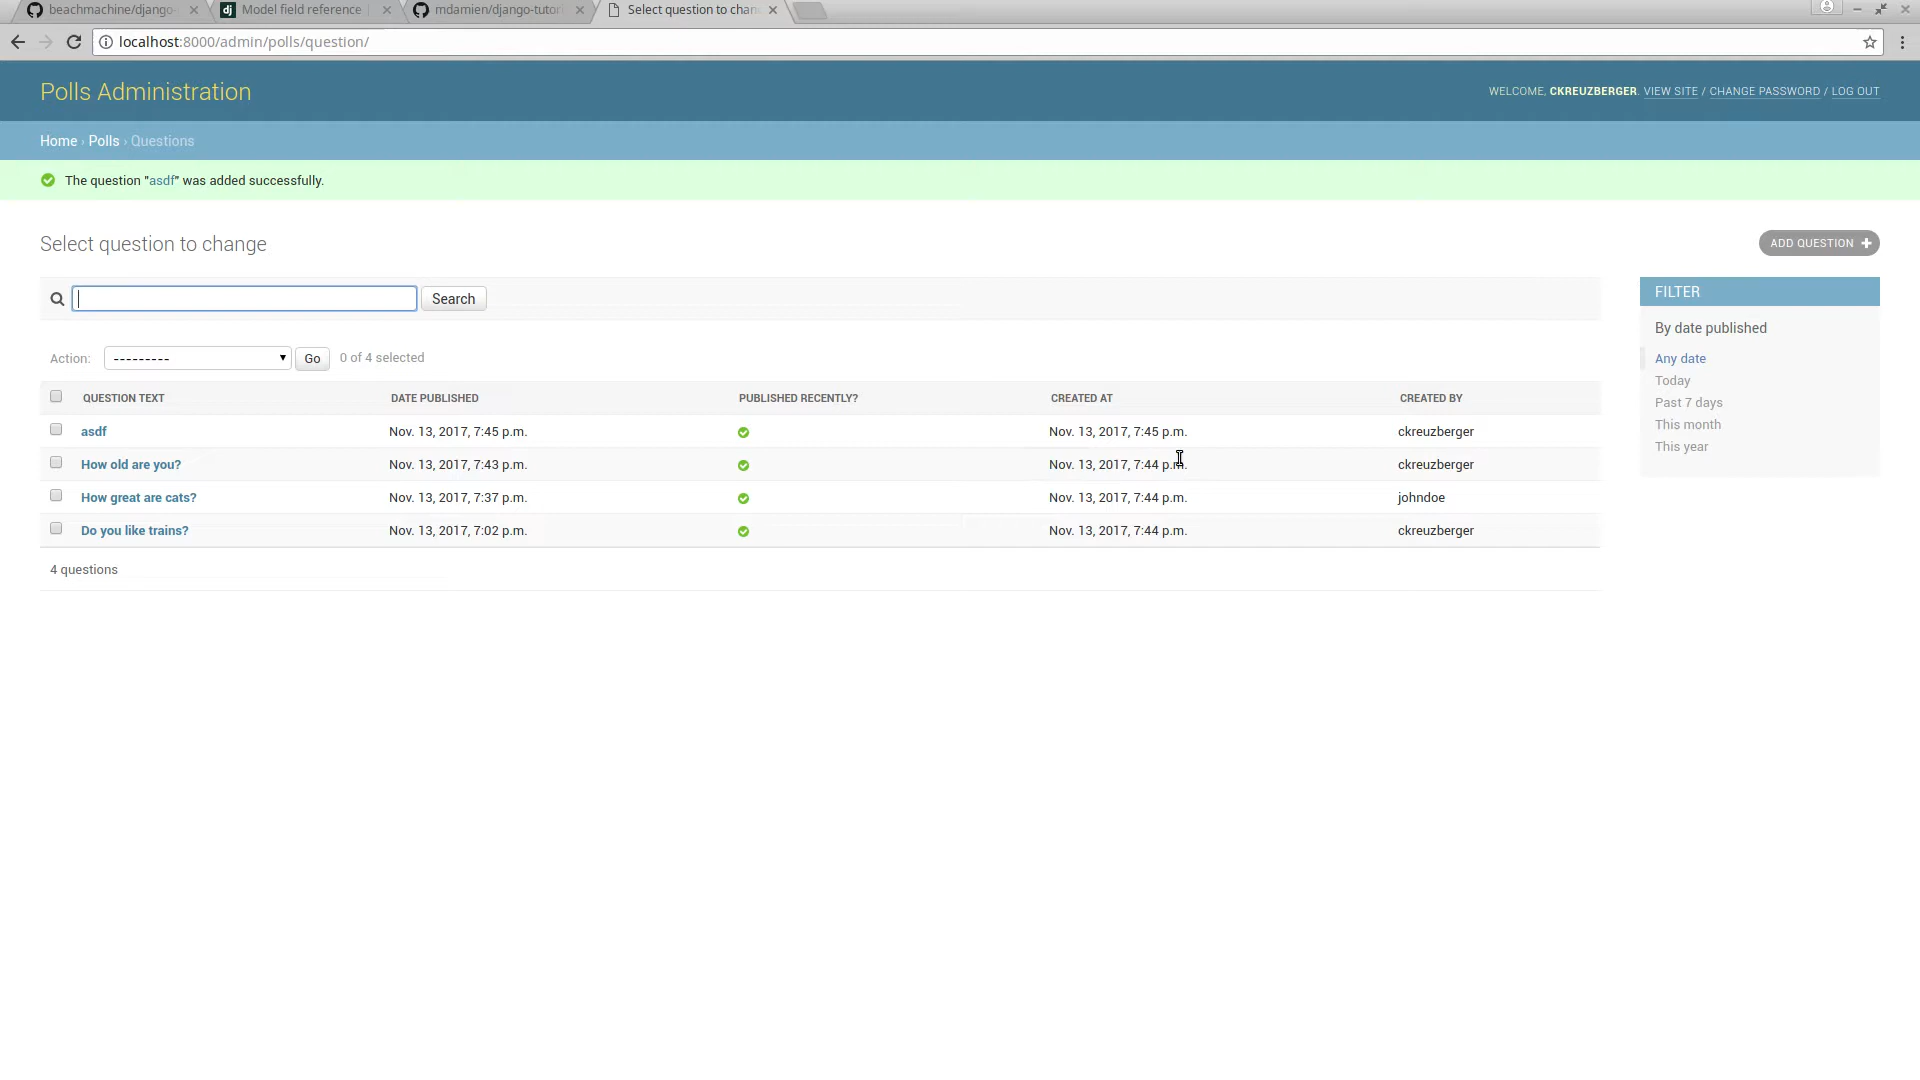 beachmachine/django- Model field reference mdamien/django-tutor Select question to chan
localhost:8000/admin/polls/question/
Polls Administration WELCOME, CKREUZBERGER. VIEW SITE / CHANGE PASSWORD / LOG OUT
Home › Polls › Questions
The question "asdf" was added successfully.
Select question to change ADD QUESTION +
Search
FILTER
By date published
Any date
Today
Past 7 days
This month
This year
Action: --------- Go 0 of 4 selected
QUESTION TEXT DATE PUBLISHED PUBLISHED RECENTLY? CREATED AT CREATED BY
asdf Nov. 13, 2017, 7:45 p.m. Nov. 13, 2017, 7:45 p.m. ckreuzberger
How old are you? Nov. 13, 2017, 7:43 p.m. Nov. 13, 2017, 7:44 p.m. ckreuzberger
How great are cats? Nov. 13, 2017, 7:37 p.m. Nov. 13, 2017, 7:44 p.m. johndoe
Do you like trains? Nov. 13, 2017, 7:02 p.m. Nov. 13, 2017, 7:44 p.m. ckreuzberger
4 questions